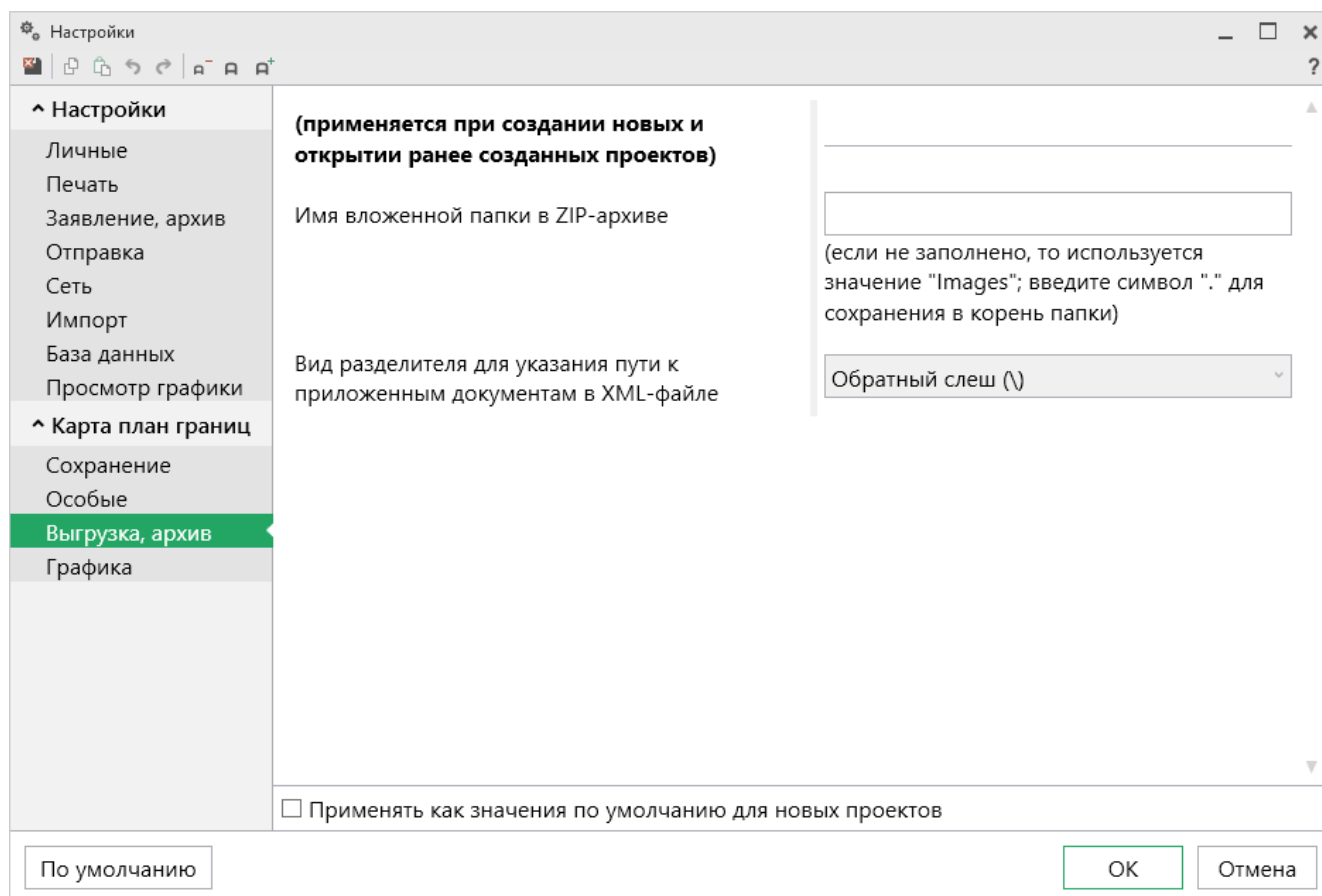 Настройки
?
Настройки
Личные
Печать
Заявление, архив
Отправка
Сеть
Импорт
База данных
Просмотр графики
Карта план границ
Сохранение
Особые
Выгрузка, архив
Графика
(применяется при создании новых и
открытии ранее созданных проектов)
Имя вложенной папки в ZIP-архиве
(если не заполнено, то используется
значение "Images"; введите символ "." для
сохранения в корень папки)
Вид разделителя для указания пути к
приложенным документам в XML-файле
Обратный слеш (\)
Применять как значения по умолчанию для новых проектов
По умолчанию
ОК
Отмена